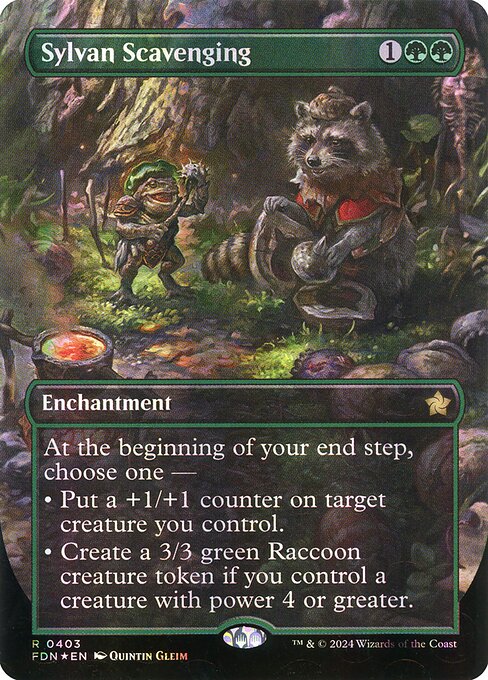 Sylvan Scavenging 1
Enchantment
At the beginning of your end step,
choose one —
• Put a +1/+1 counter on target
creature you control.
• Create a 3/3 green Raccoon
creature token if you control a
creature with power 4 or greater.
R 0403
FDN★EN Quintin Gleim
™ & © 2024 Wizards of the Coast